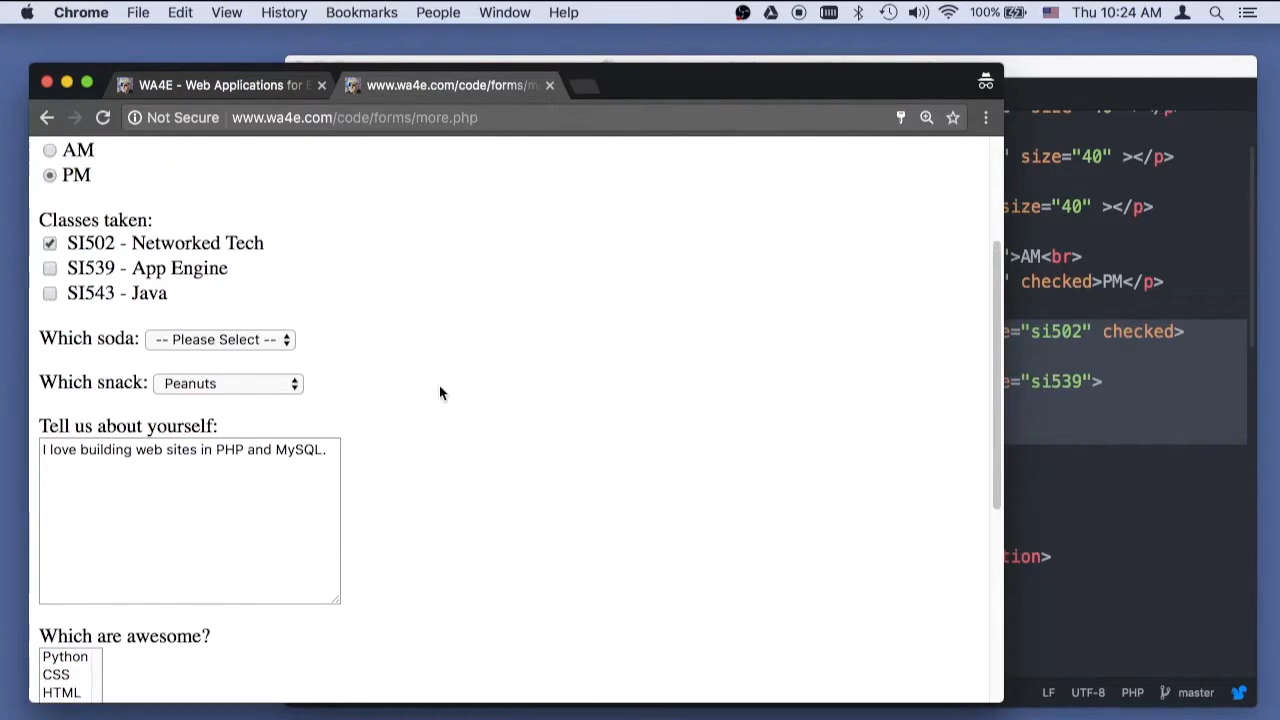 Chrome File Edit View History Bookmarks People Window Help 100% Thu 10:24 AM
WA4E - Web Applications for E
www.wa4e.com/code/forms/m
Not Secure www.wa4e.com/code/forms/more.php
AM
PM
Classes taken:
SI502 - Networked Tech
SI539 - App Engine
SI543 - Java
Which soda: -- Please Select --
Which snack: Peanuts
Tell us about yourself:
I love building web sites in PHP and MySQL.
Which are awesome?
Python
CSS
HTML
" size="40" ></p>
size="40" ></p>
">AM<br>
" checked>PM</p>
e="si502" checked>
e="si539">
tion>
LF UTF-8 PHP master